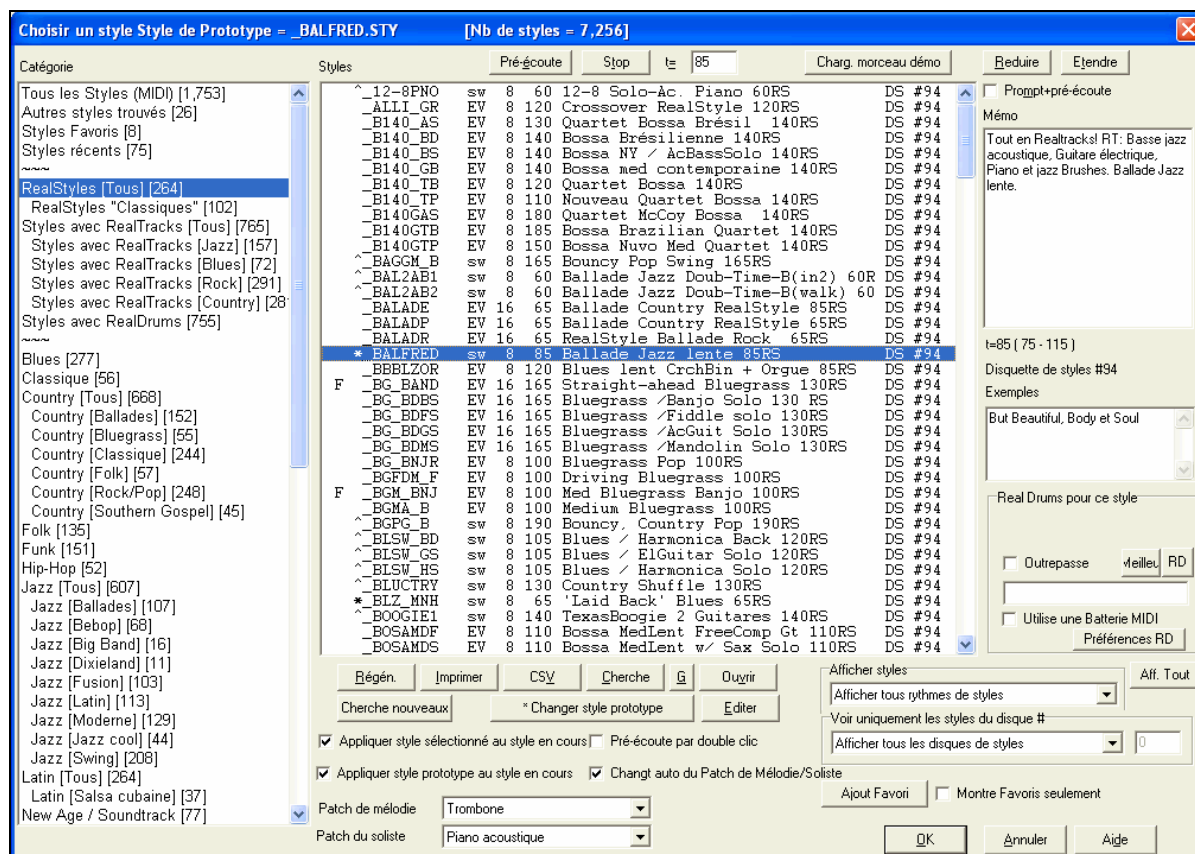 Choisir un style Style de Prototype = _BALFRED.STY [Nb de styles = 7,256]
Catégorie
Tous les Styles (MIDI) [1,753]
Autres styles trouvés [26]
Styles Favoris [8]
Styles récents [75]
~~~
RealStyles [Tous] [264]
RealStyles "Classiques" [102]
Styles avec RealTracks [Tous] [765]
Styles avec RealTracks [Jazz] [157]
Styles avec RealTracks [Blues] [72]
Styles avec RealTracks [Rock] [291]
Styles avec RealTracks [Country] [28
Styles avec RealDrums [755]
~~~
Blues [277]
Classique [56]
Country [Tous] [668]
Country [Ballades] [152]
Country [Bluegrass] [55]
Country [Classique] [244]
Country [Folk] [57]
Country [Rock/Pop] [248]
Country [Southern Gospel] [45]
Folk [135]
Funk [151]
Hip-Hop [52]
Jazz [Tous] [607]
Jazz [Ballades] [107]
Jazz [Bebop] [68]
Jazz [Big Band] [16]
Jazz [Dixieland] [11]
Jazz [Fusion] [103]
Jazz [Latin] [113]
Jazz [Moderne] [129]
Jazz [Jazz cool] [44]
Jazz [Swing] [208]
Latin [Tous] [264]
Latin [Salsa cubaine] [37]
New Age / Soundtrack [77]
Styles
Pré-écoute Stop t= 85 Charg. morceau démo
^_12-8PNO sw 8 60 12-8 Solo-Ac. Piano 60RS DS #94
_ALLI_GR EV 8 120 Crossover RealStyle 120RS DS #94
_B140_AS EV 8 130 Quartet Bossa Brésil 140RS DS #94
_B140_BD EV 8 140 Bossa Brésilienne 140RS DS #94
_B140_BS EV 8 140 Bossa NY / AcBassSolo 140RS DS #94
_B140_GB EV 8 140 Bossa med contemporaine 140RS DS #94
_B140_TB EV 8 120 Quartet Bossa 140RS DS #94
_B140_TP EV 8 110 Nouveau Quartet Bossa 140RS DS #94
_B140GAS EV 8 180 Quartet McCoy Bossa 140RS DS #94
_B140GTB EV 8 185 Bossa Brazilian Quartet 140RS DS #94
_B140GTP EV 8 150 Bossa Nuvo Med Quartet 140RS DS #94
^_BAGGM_B sw 8 165 Bouncy Pop Swing 165RS DS #94
^_BAL2AB1 sw 8 60 Ballade Jazz Doub-Time-B(in2) 60R DS #94
^_BAL2AB2 sw 8 60 Ballade Jazz Doub-Time-B(walk) 60 DS #94
_BALADE EV 16 65 Ballade Country RealStyle 85RS DS #94
_BALADP EV 16 65 Ballade Country RealStyle 65RS DS #94
_BALADR EV 16 65 RealStyle Ballade Rock 65RS DS #94
*_BALFRED sw 8 85 Ballade Jazz lente 85RS DS #94
_BBBLZOR EV 8 120 Blues lent CrchBin + Orgue 85RS DS #94
F _BG_BAND EV 16 165 Straight-ahead Bluegrass 130RS DS #94
_BG_BDBS EV 16 165 Bluegrass /Banjo Solo 130 RS DS #94
_BG_BDFS EV 16 165 Bluegrass /Fiddle solo 130RS DS #94
_BG_BDGS EV 16 165 Bluegrass /AcGuit Solo 130RS DS #94
_BG_BDMS EV 16 165 Bluegrass /Mandolin Solo 130RS DS #94
_BG_BNJR EV 8 100 Bluegrass Pop 100RS DS #94
_BGFDM_F EV 8 100 Driving Bluegrass 100RS DS #94
F _BGM_BNJ EV 8 100 Med Bluegrass Banjo 100RS DS #94
_BGMA_B EV 8 100 Medium Bluegrass 100RS DS #94
^_BGPG_B sw 8 190 Bouncy, Country Pop 190RS DS #94
^_BLSW_BD sw 8 105 Blues / Harmonica Back 120RS DS #94
^_BLSW_GS sw 8 105 Blues / ElGuitar Solo 120RS DS #94
^_BLSW_HS sw 8 105 Blues / Harmonica Solo 120RS DS #94
^_BLUCTRY sw 8 130 Country Shuffle 130RS DS #94
*_BLZ_MNH sw 8 65 'Laid Back' Blues 65RS DS #94
^_BOOGIE1 sw 8 140 TexasBoogie 2 Guitares 140RS DS #94
_BOSAMDF EV 8 110 Bossa MedLent FreeComp Gt 110RS DS #94
_BOSAMDS EV 8 110 Bossa MedLent w/ Sax Solo 110RS DS #94
Régén. Imprimer CSV Cherche G Ouvrir
Cherche nouveaux * Changer style prototype Editer
Appliquer style sélectionné au style en cours Pré-écoute par double clic
Appliquer style prototype au style en cours Changt auto du Patch de Mélodie/Soliste
Patch de mélodie Trombone
Patch du soliste Piano acoustique
Reduire Etendre
Prompt+pré-écoute
Mémo
Tout en Realtracks! RT: Basse jazz
acoustique, Guitare électrique,
Piano et jazz Brushes. Ballade Jazz
lente.
t=85 ( 75 - 115 )
Disquette de styles #94
Exemples
But Beautiful, Body et Soul
Real Drums pour ce style
Outrepasse Meilleu RD
Utilise une Batterie MIDI
Préférences RD
Afficher styles Aff. Tout
Afficher tous rythmes de styles
Voir uniquement les styles du disque #
Afficher tous les disques de styles 0
Ajout Favori Montre Favoris seulement
OK Annuler Aide